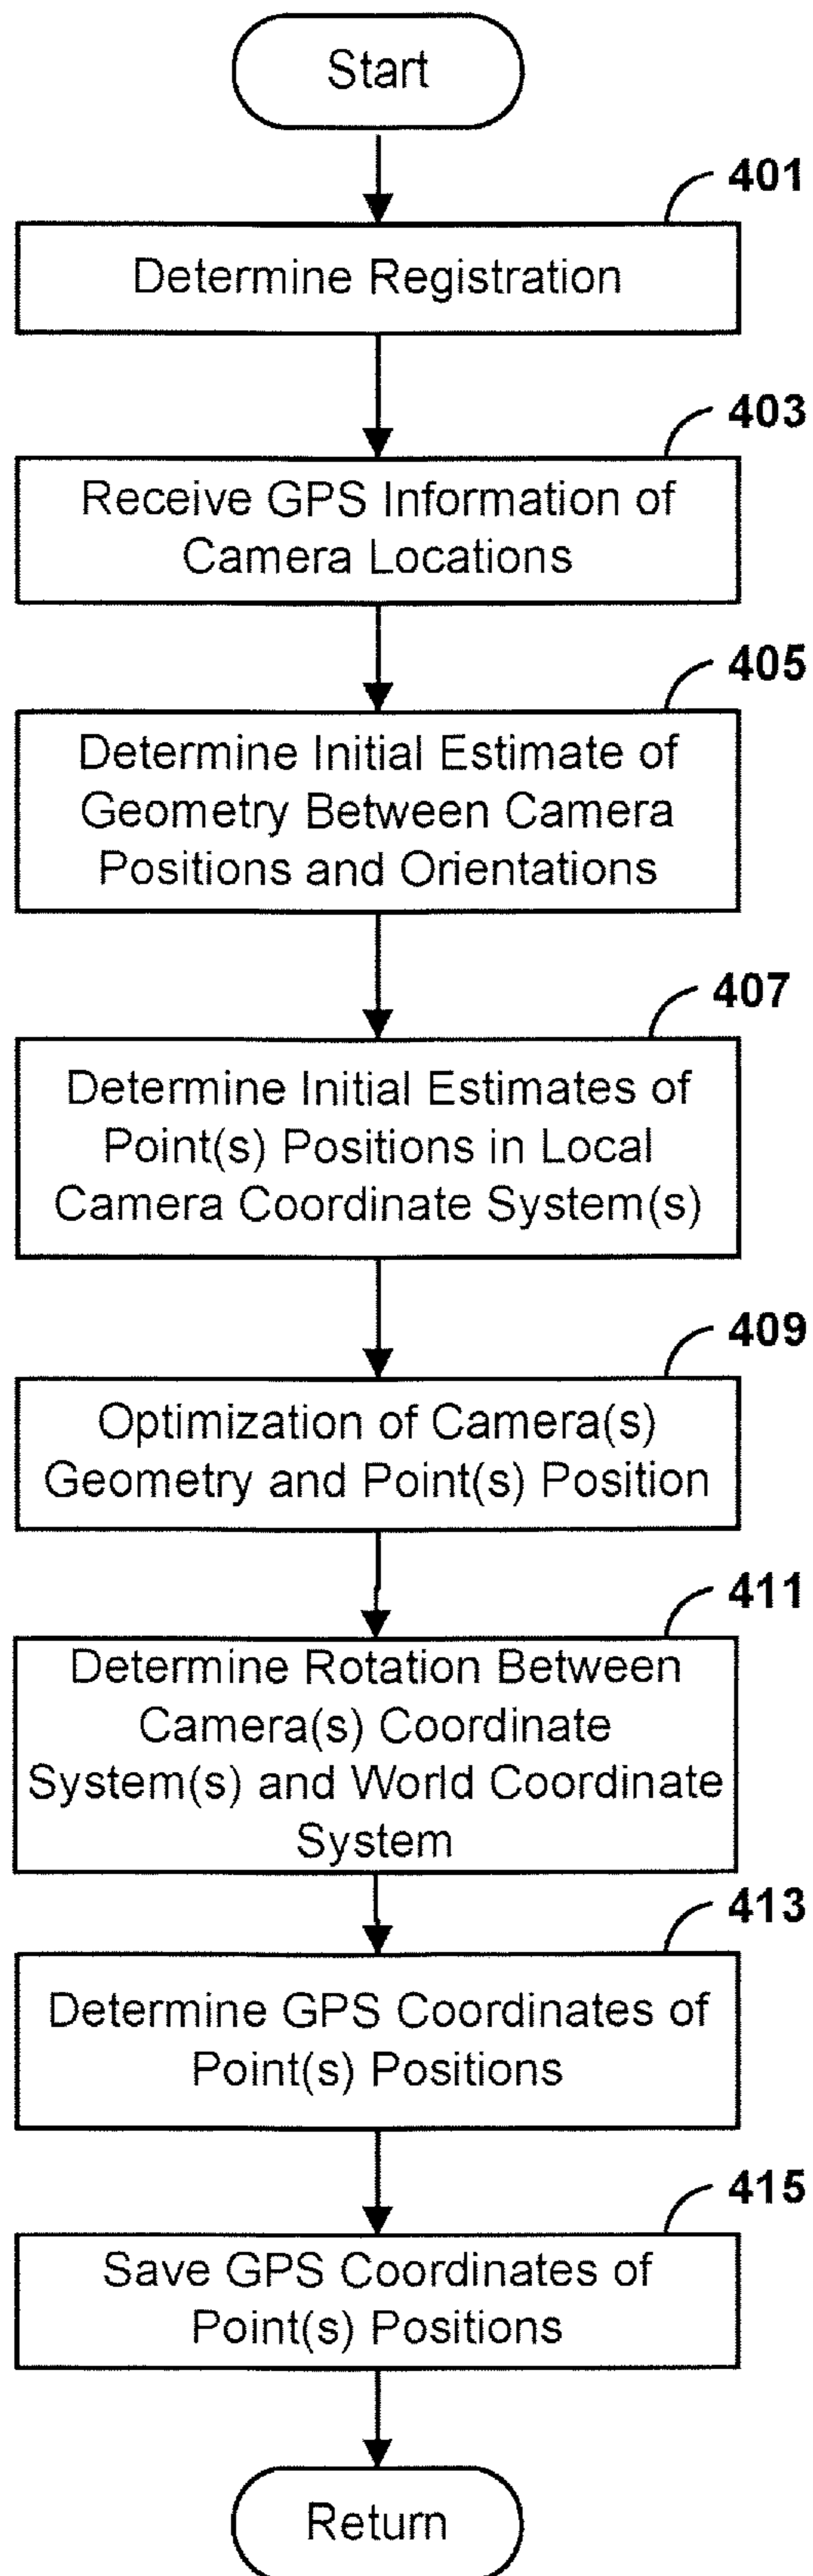 Start
401
Determine Registration
403
Receive GPS Information of
Camera Locations
405
Determine Initial Estimate of
Geometry Between Camera
Positions and Orientations
407
Determine Initial Estimates of
Point(s) Positions in Local
Camera Coordinate System(s)
409
Optimization of Camera(s)
Geometry and Point(s) Position
411
Determine Rotation Between
Camera(s) Coordinate
System(s) and World Coordinate
System
413
Determine GPS Coordinates of
Point(s) Positions
415
Save GPS Coordinates of
Point(s) Positions
Return